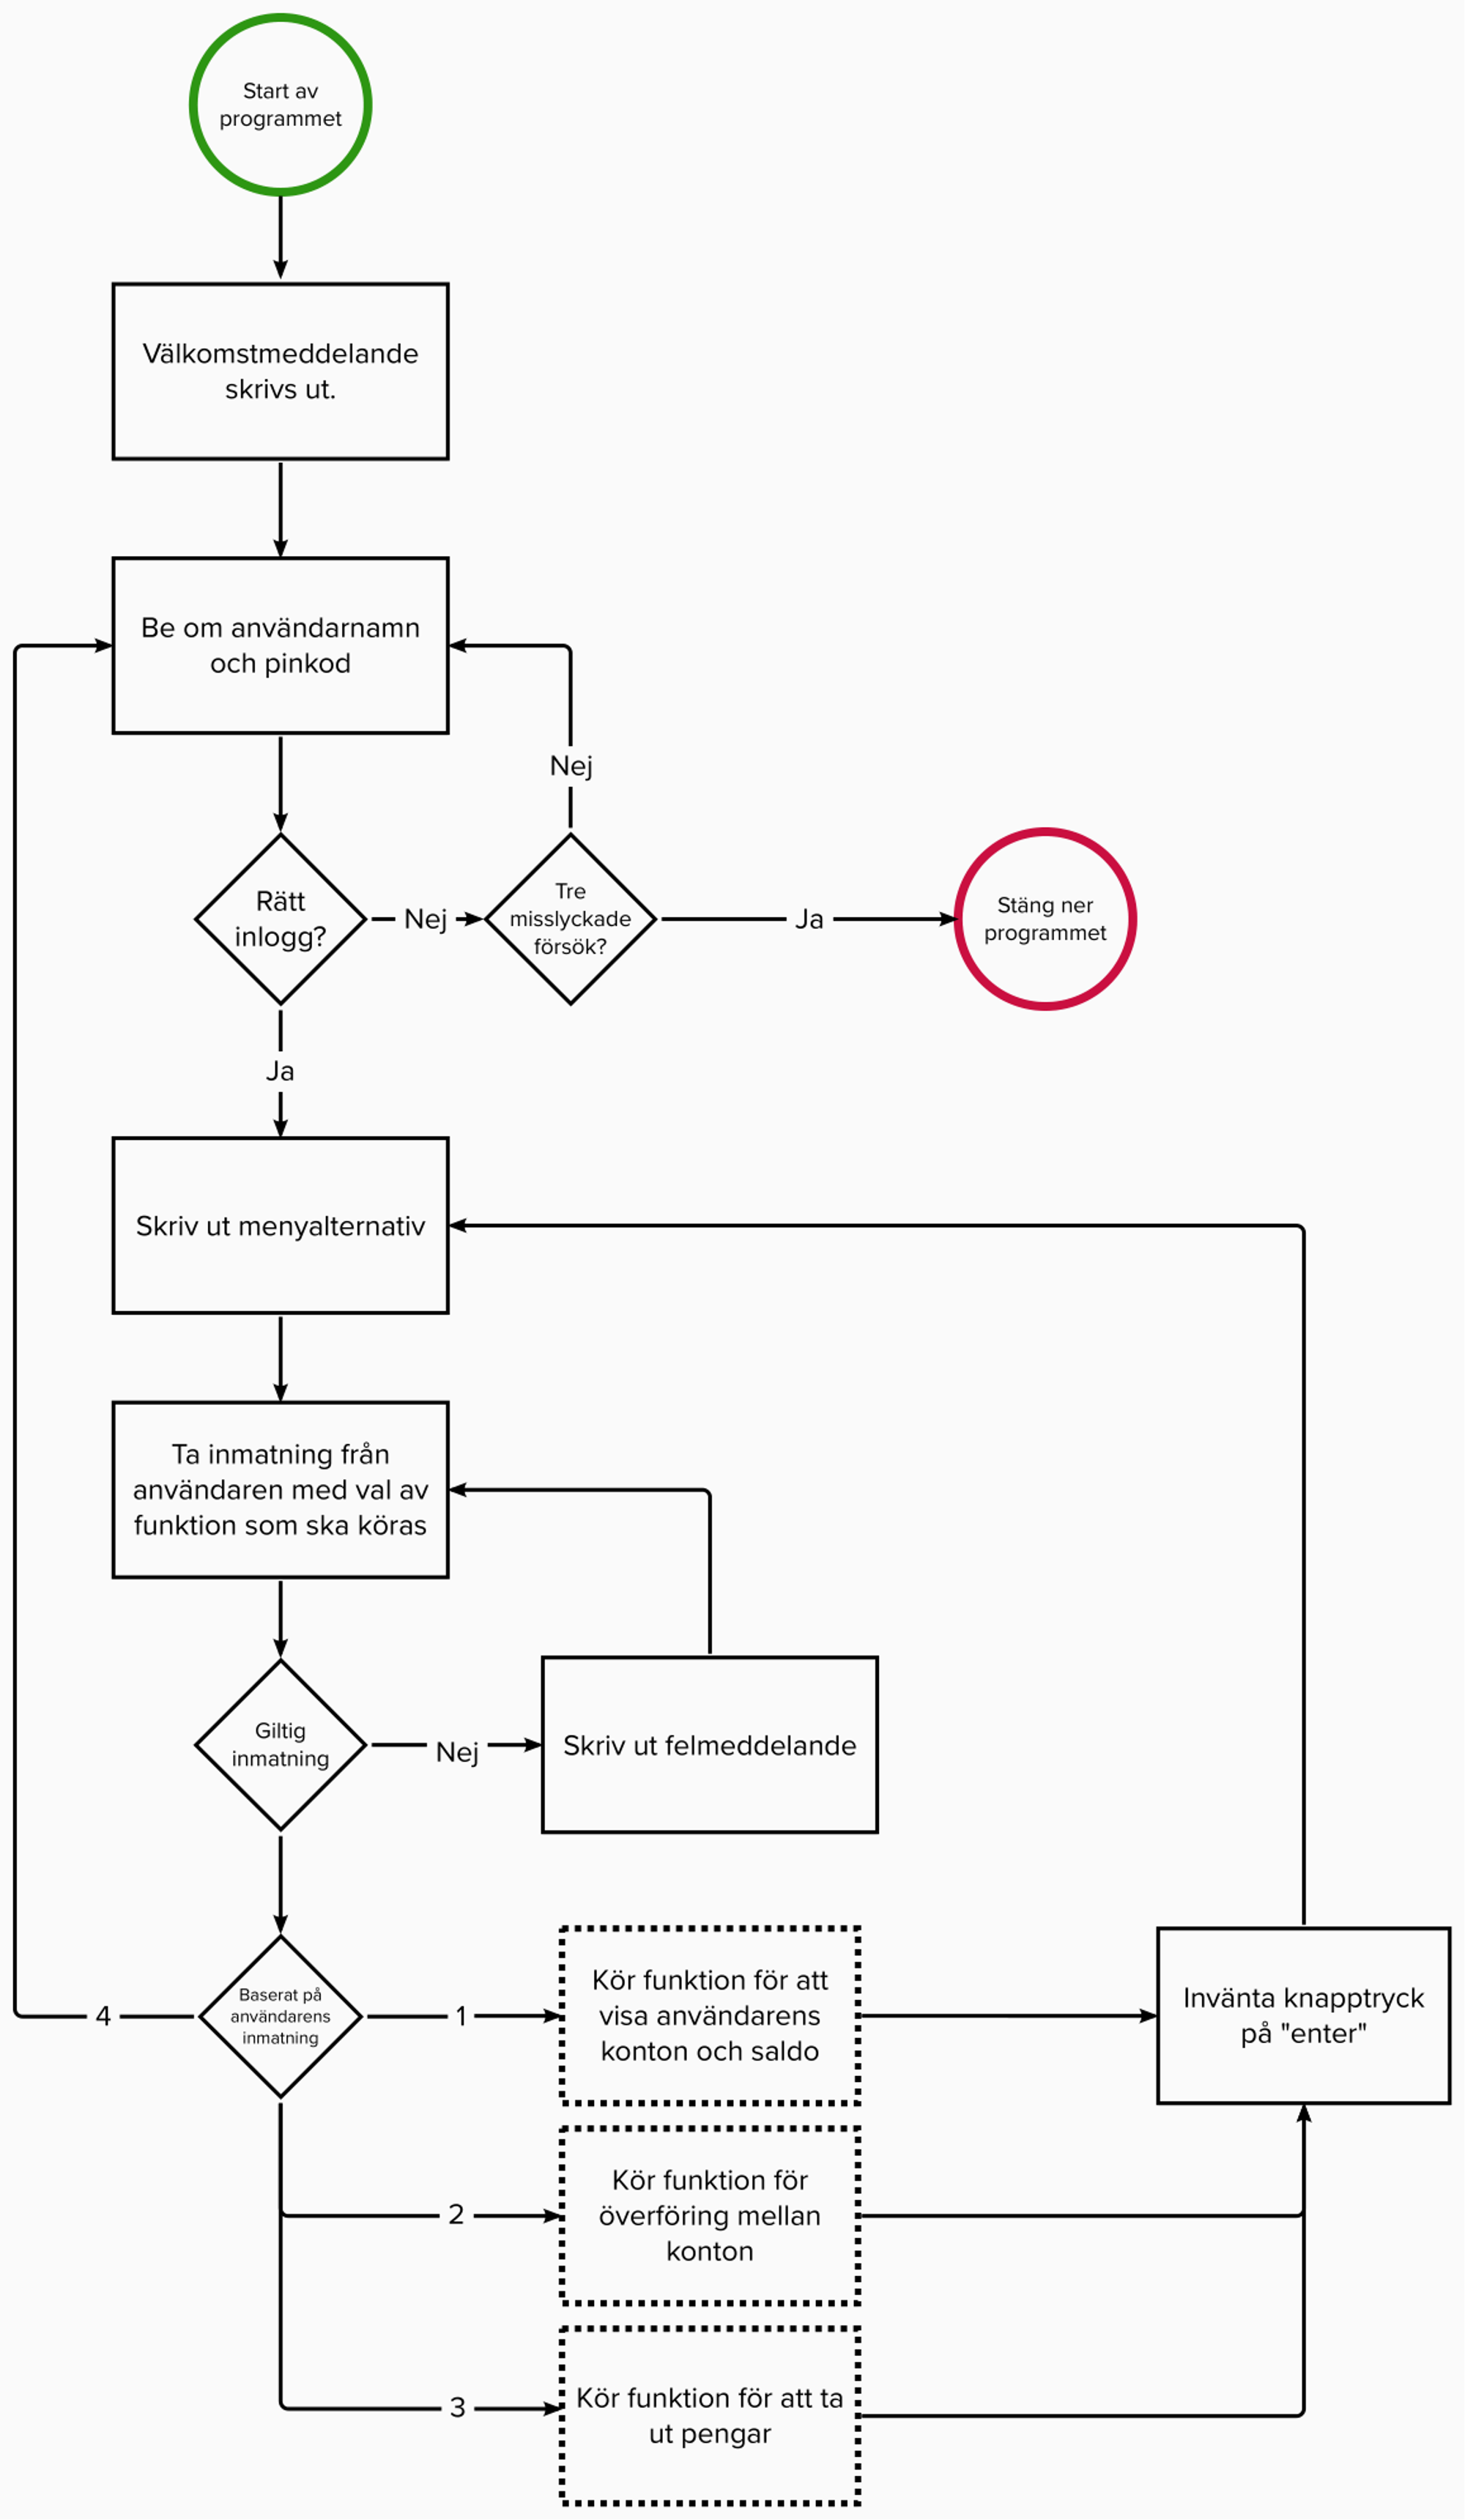 Start av
programmet
Välkomstmeddelande
skrivs ut.
Be om användarnamn
och pinkod
Nej
Rätt
inlogg?
Nej
Tre
misslyckade
försök?
Ja
Stäng ner
programmet
Ja
Skriv ut menyalternativ
Ta inmatning från
användaren med val av
funktion som ska köras
Giltig
inmatning
Nej
Skriv ut felmeddelande
4
Baserat på
användarens
inmatning
1
Kör funktion för att
visa användarens
konton och saldo
Invänta knapptryck
på "enter"
2
Kör funktion för
överföring mellan
konton
3
Kör funktion för att ta
ut pengar